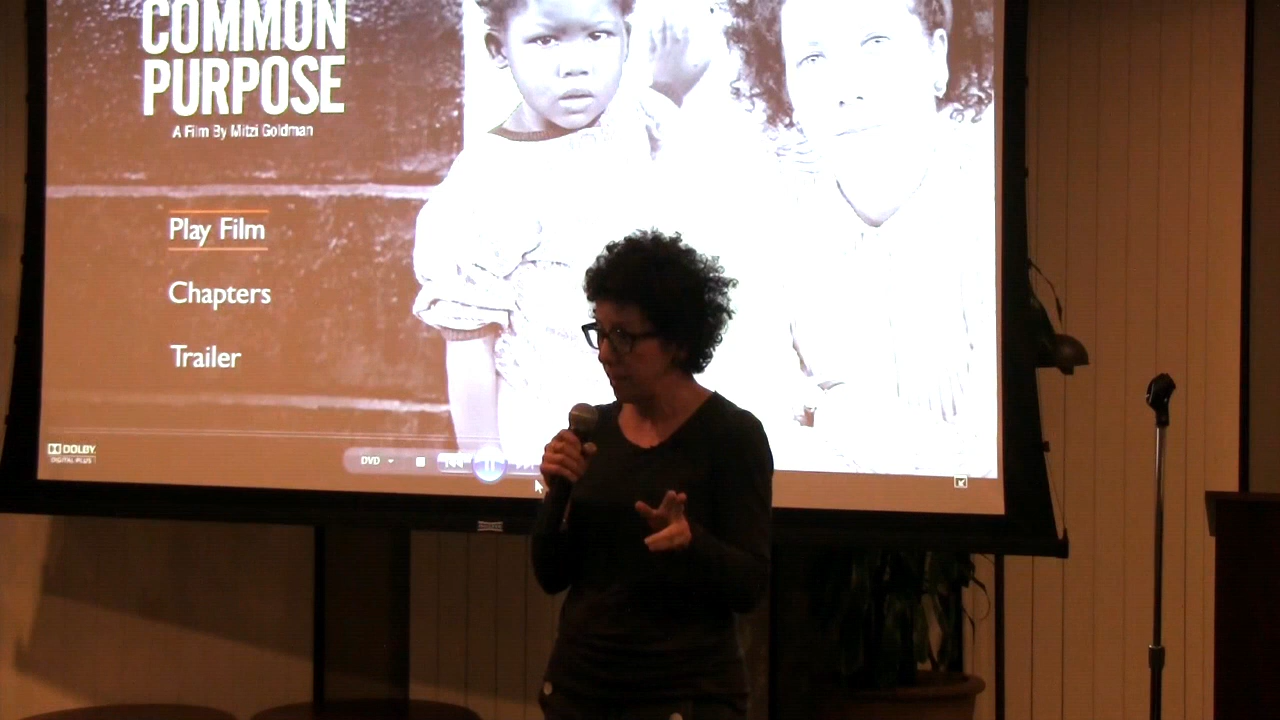 COMMON
PURPOSE
A Film By Mitzi Goldman
Play Film
Chapters
Trailer
DOLBY
DIGITAL PLUS
DVD